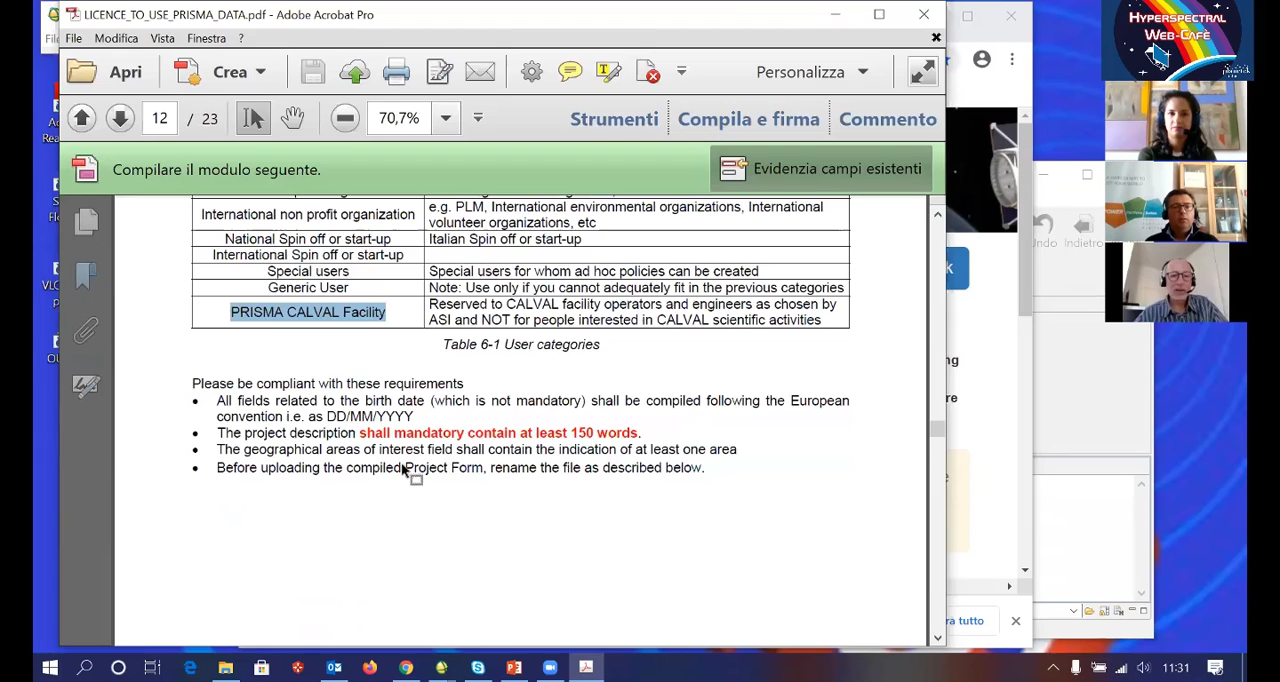 LICENCE_TO_USE_PRISMA_DATA.pdf - Adobe Acrobat Pro
HYPERSPECTRAL
WEB-CAFÈ
File Modifica Vista Finestra ?
Apri Crea Personalizza
12 / 23 70,7% Strumenti Compila e firma Commento
Compilare il modulo seguente. Evidenzia campi esistenti
International non profit organization
e.g. PLM, International environmental organizations, International
volunteer organizations, etc
National Spin off or start-up Italian Spin off or start-up
International Spin off or start-up
Special users Special users for whom ad hoc policies can be created
Generic User Note: Use only if you cannot adequately fit in the previous categories
PRISMA CALVAL Facility
Reserved to CALVAL facility operators and engineers as chosen by
ASI and NOT for people interested in CALVAL scientific activities
Table 6-1 User categories
Please be compliant with these requirements
• All fields related to the birth date (which is not mandatory) shall be compiled following the European
convention i.e. as DD/MM/YYYY
• The project description shall mandatory contain at least 150 words.
• The geographical areas of interest field shall contain the indication of at least one area
• Before uploading the compiled Project Form, rename the file as described below.
Indietro
ra tutto
11:31